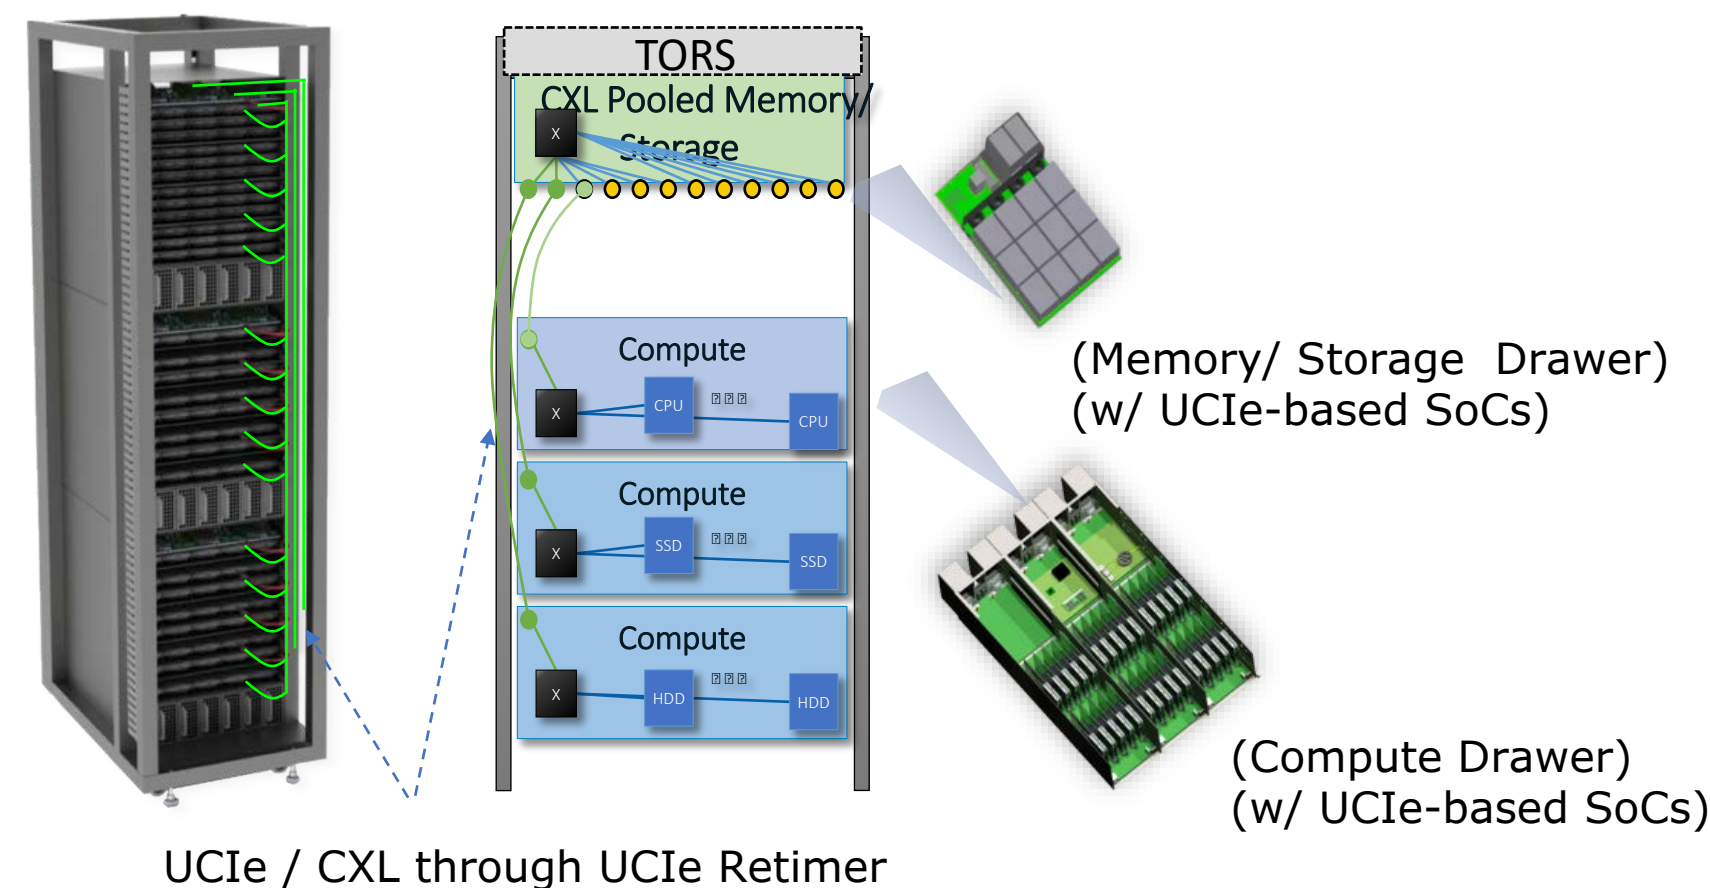 TORS
CXL Pooled Memory/
Storage
X
Compute
X
CPU
CPU
Compute
X
SSD
SSD
Compute
X
HDD
HDD
(Memory/ Storage Drawer)
(w/ UCIe-based SoCs)
(Compute Drawer)
(w/ UCIe-based SoCs)
UCIe / CXL through UCIe Retimer